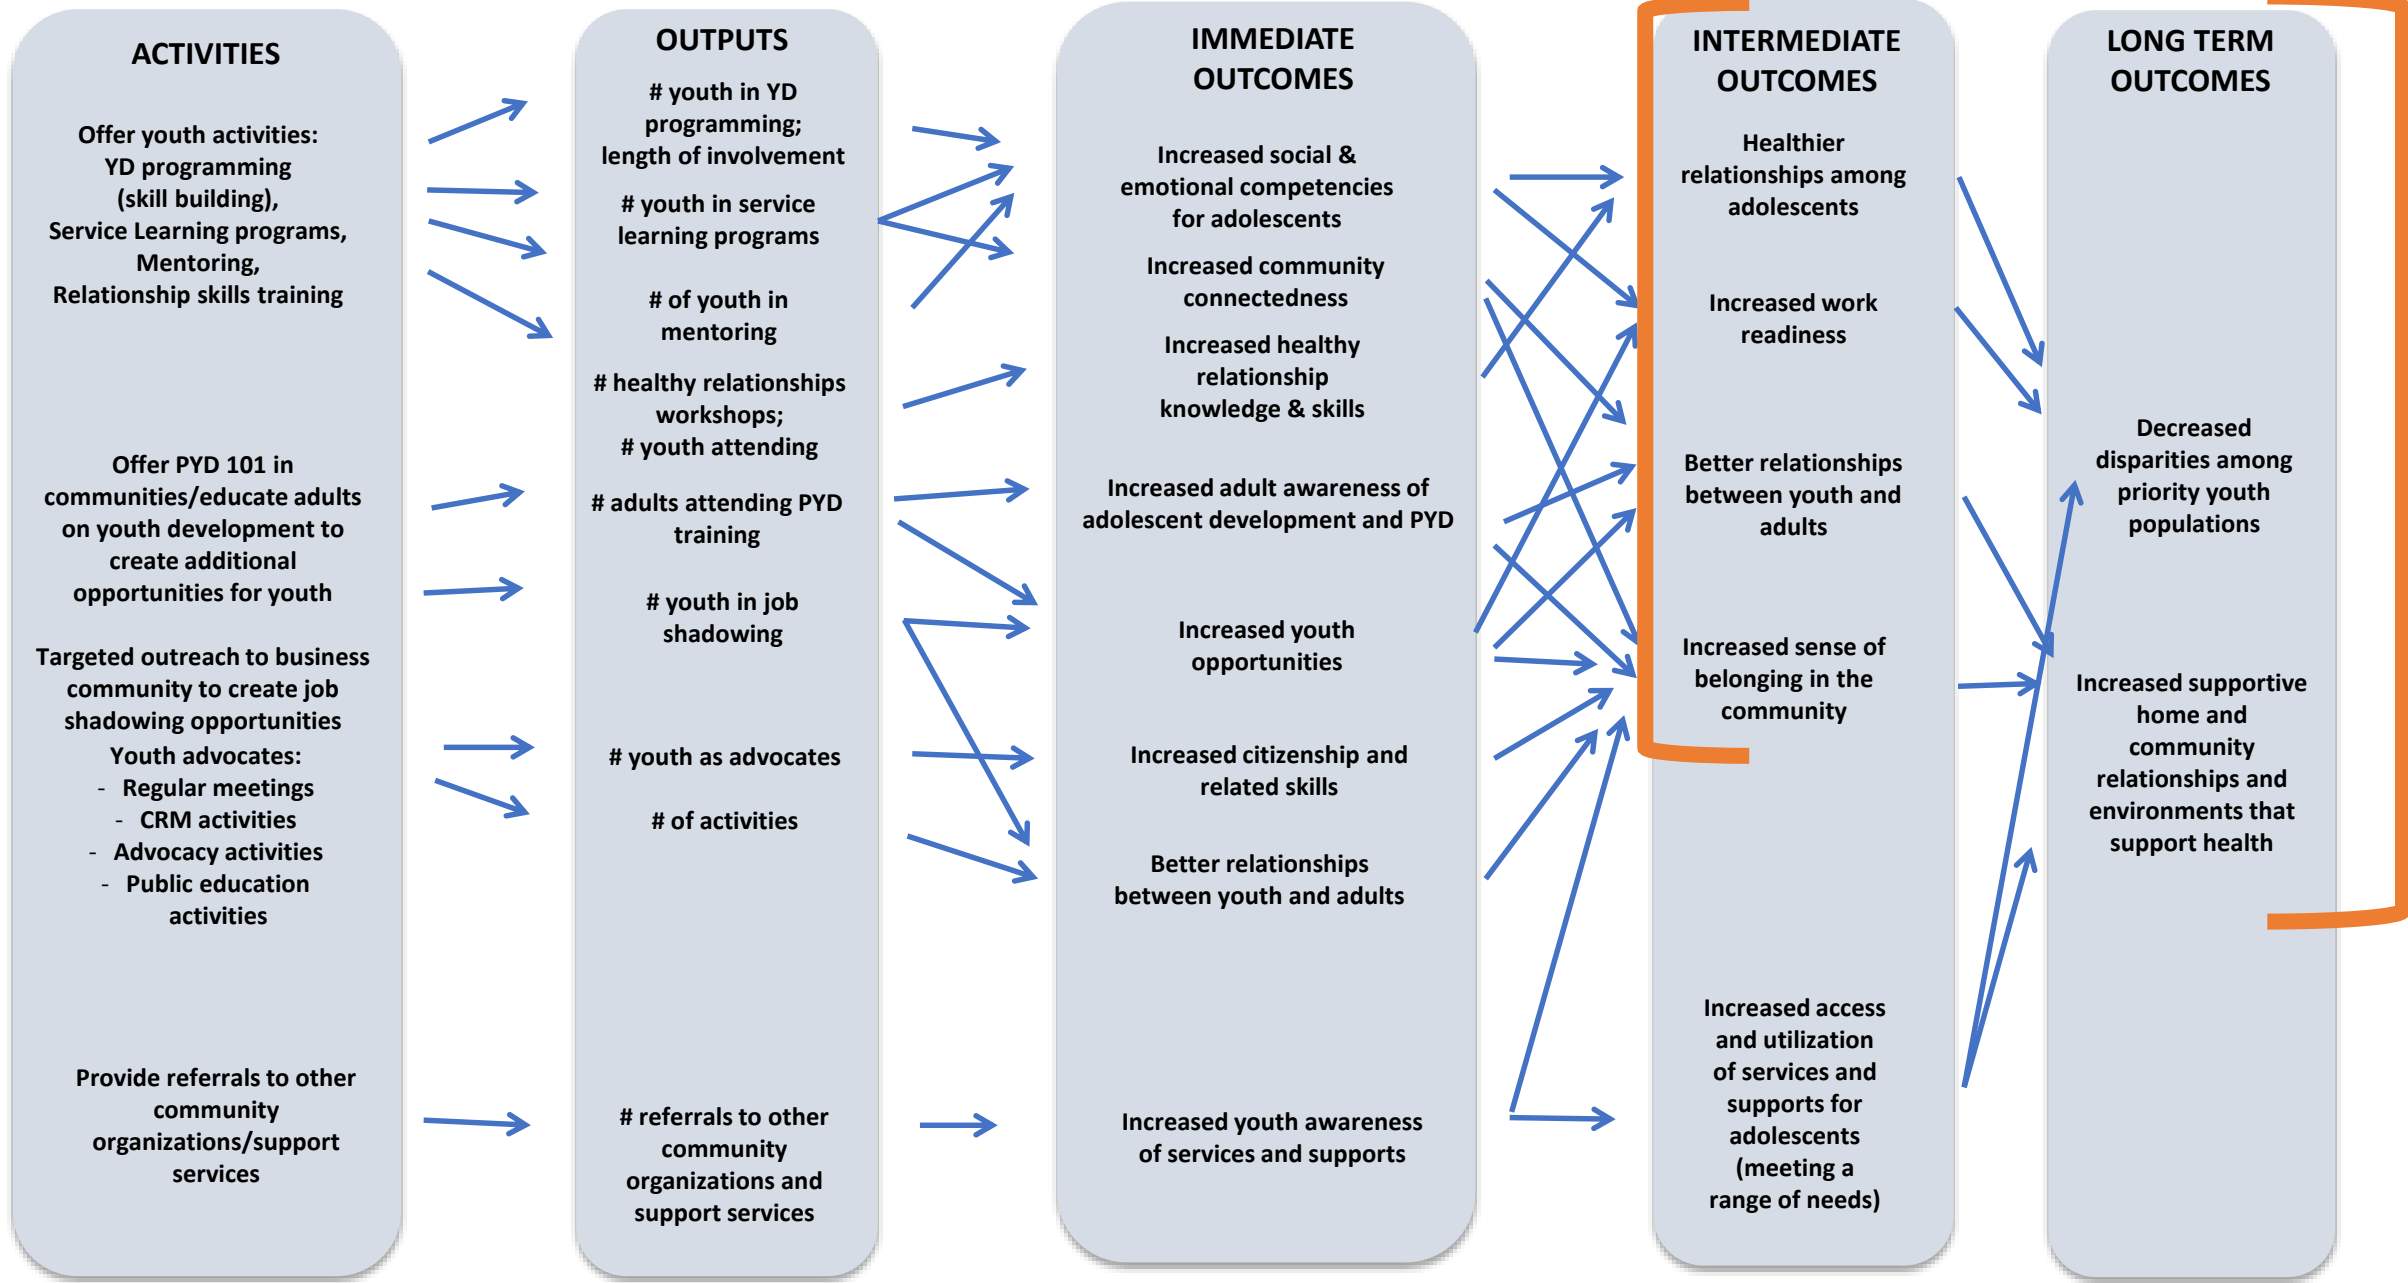 ACTIVITIES
Offer youth activities:
YD programming
(skill building),
Service Learning programs,
Mentoring,
Relationship skills training
Offer PYD 101 in
communities/educate adults
on youth development to
create additional
opportunities for youth
Targeted outreach to business
community to create job
shadowing opportunities
Youth advocates:
- Regular meetings
- CRM activities
- Advocacy activities
- Public education
activities
Provide referrals to other
community
organizations/support
services
OUTPUTS
# youth in YD
programming;
length of involvement
# youth in service
learning programs
# of youth in
mentoring
# healthy relationships
workshops;
# youth attending
# adults attending PYD
training
# youth in job
shadowing
# youth as advocates
# of activities
# referrals to other
community
organizations and
support services
IMMEDIATE
OUTCOMES
Increased social &
emotional competencies
for adolescents
Increased community
connectedness
Increased healthy
relationship
knowledge & skills
Increased adult awareness of
adolescent development and PYD
Increased youth
opportunities
Increased citizenship and
related skills
Better relationships
between youth and adults
Increased youth awareness
of services and supports
INTERMEDIATE
OUTCOMES
Healthier
relationships among
adolescents
Increased work
readiness
Better relationships
between youth and
adults
Increased sense of
belonging in the
community
Increased access
and utilization
of services and
supports for
adolescents
(meeting a
range of needs)
LONG TERM
OUTCOMES
Decreased
disparities among
priority youth
populations
Increased supportive
home and
community
relationships and
environments that
support health